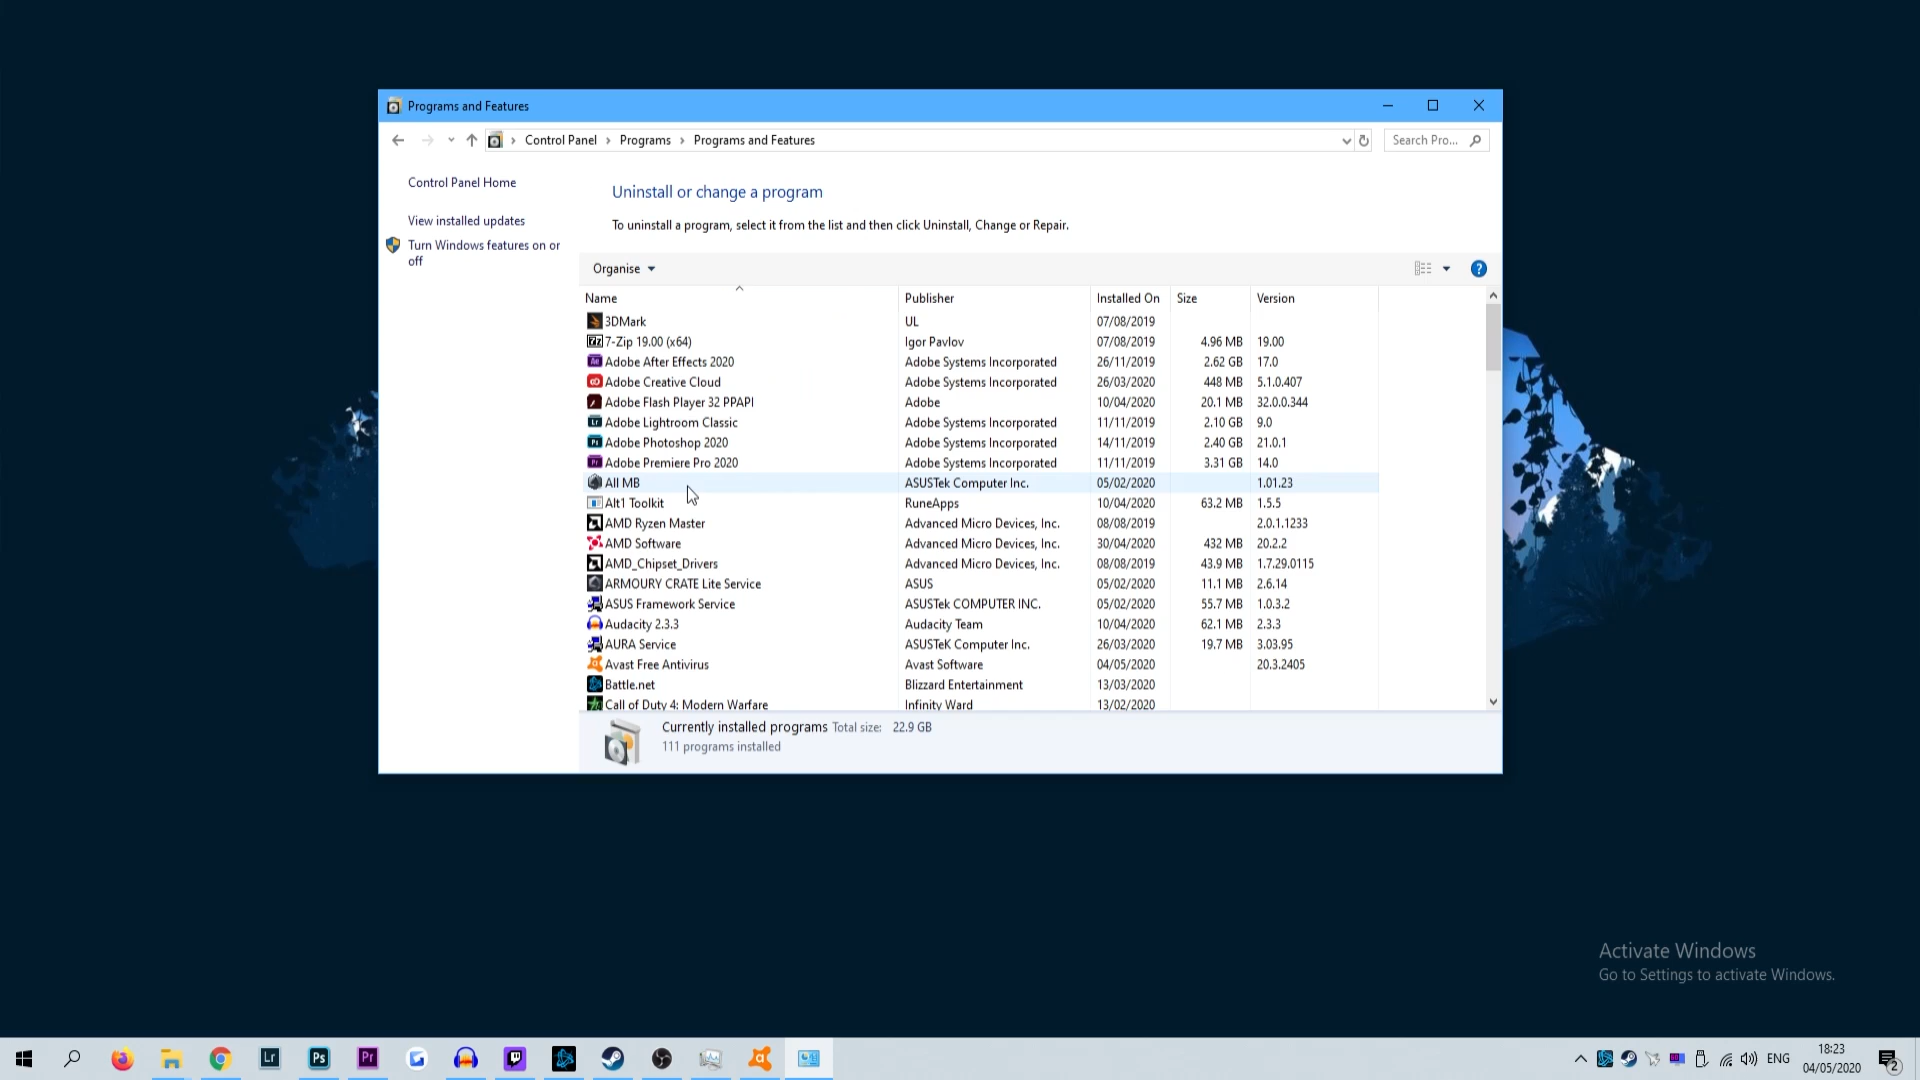 Programs and Features
Control Panel Programs Programs and Features
Search Pro...
Control Panel Home
View installed updates
Turn Windows features on or
off
Uninstall or change a program
To uninstall a program, select it from the list and then click Uninstall, Change or Repair.
Organise
Name Publisher Installed On Size Version
3DMark UL 07/08/2019
7-Zip 19.00 (x64) Igor Pavlov 07/08/2019 4.96 MB 19.00
Adobe After Effects 2020 Adobe Systems Incorporated 26/11/2019 2.62 GB 17.0
Adobe Creative Cloud Adobe Systems Incorporated 26/03/2020 448 MB 5.1.0.407
Adobe Flash Player 32 PPAPI Adobe 10/04/2020 20.1 MB 32.0.0.344
Adobe Lightroom Classic Adobe Systems Incorporated 11/11/2019 2.10 GB 9.0
Adobe Photoshop 2020 Adobe Systems Incorporated 14/11/2019 2.40 GB 21.0.1
Adobe Premiere Pro 2020 Adobe Systems Incorporated 11/11/2019 3.31 GB 14.0
AII MB ASUSTek Computer Inc. 05/02/2020 1.01.23
Alt1 Toolkit RuneApps 10/04/2020 63.2 MB 1.5.5
AMD Ryzen Master Advanced Micro Devices, Inc. 08/08/2019 2.0.1.1233
AMD Software Advanced Micro Devices, Inc. 30/04/2020 432 MB 20.2.2
AMD_Chipset_Drivers Advanced Micro Devices, Inc. 08/08/2019 43.9 MB 1.7.29.0115
ARMOURY CRATE Lite Service ASUS 05/02/2020 11.1 MB 2.6.14
ASUS Framework Service ASUSTek COMPUTER INC. 05/02/2020 55.7 MB 1.0.3.2
Audacity 2.3.3 Audacity Team 10/04/2020 62.1 MB 2.3.3
AURA Service ASUSTeK Computer Inc. 26/03/2020 19.7 MB 3.03.95
Avast Free Antivirus Avast Software 04/05/2020 20.3.2405
Battle.net Blizzard Entertainment 13/03/2020
Call of Duty 4: Modern Warfare Infinity Ward 13/02/2020
Currently installed programs Total size: 22.9 GB
111 programs installed
Activate Windows
Go to Settings to activate Windows.
Lr Ps Pr
ENG
18:23
04/05/2020
2